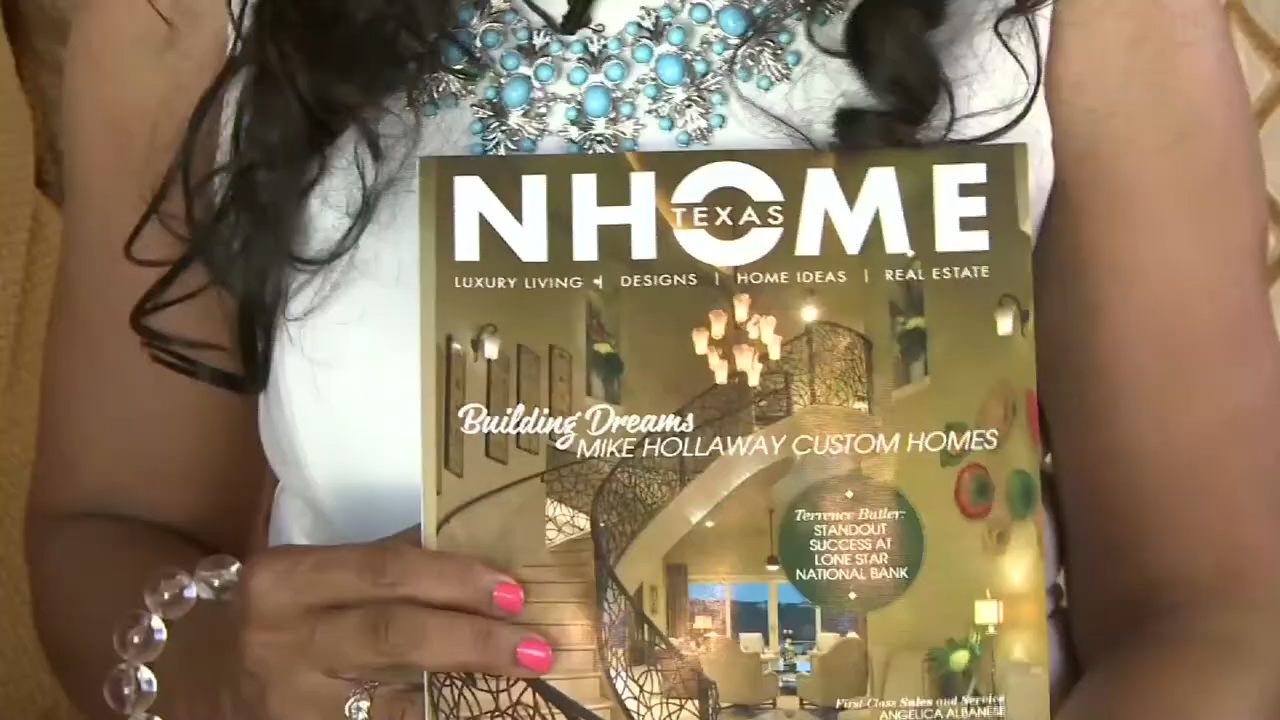 NHOME
TEXAS
LUXURY LIVING | DESIGNS | HOME IDEAS | REAL ESTATE
Building Dreams
MIKE HOLLAWAY CUSTOM HOMES
Terrence Butler:
STANDOUT
SUCCESS AT
LONE STAR
NATIONAL BANK
First Class Sales and Service
ANGELICA ALBANESE